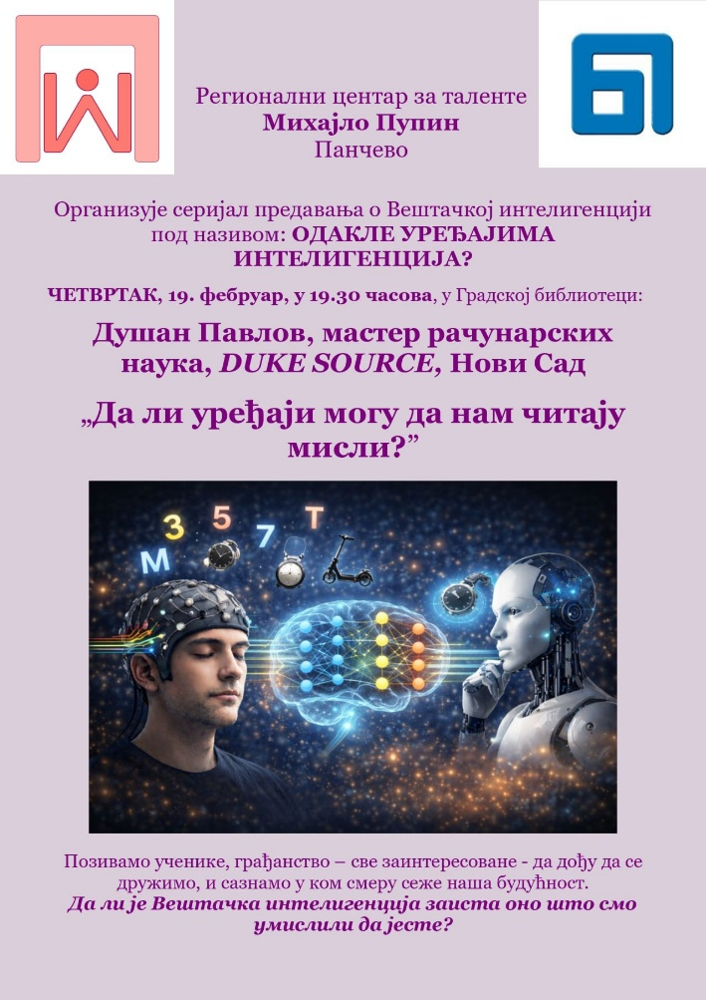 Регионални центар за таленте
Михајло Пупин
Панчево
Организује серијал предавања о Вештачкој интелигенцији
под називом: ОДАКЛЕ УРЕЂАЈИМА
ИНТЕЛИГЕНЦИЈА?
ЧЕТВРТАК, 19. фебруар, у 19.30 часова, у Градској библиотеци:
Душан Павлов, мастер рачунарских
наука, DUKE SOURCE, Нови Сад
„Да ли уређаји могу да нам читају
мисли?”
М 3 5 7 Т
Позивамо ученике, грађанство – све заинтересоване - да дођу да се
дружимо, и сазнамо у ком смеру сеже наша будућност.
Да ли је Вештачка интелигенција заиста оно што смо
умислили да јесте?